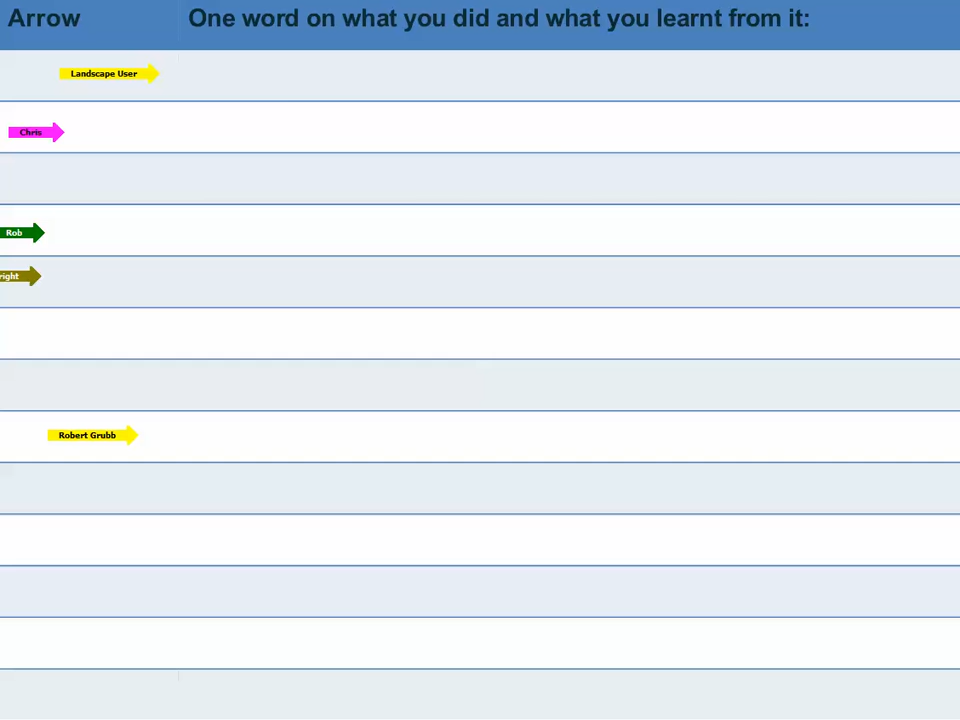 Arrow One word on what you did and what you learnt from it:
Landscape User
Chris
Rob
right
Robert Grubb